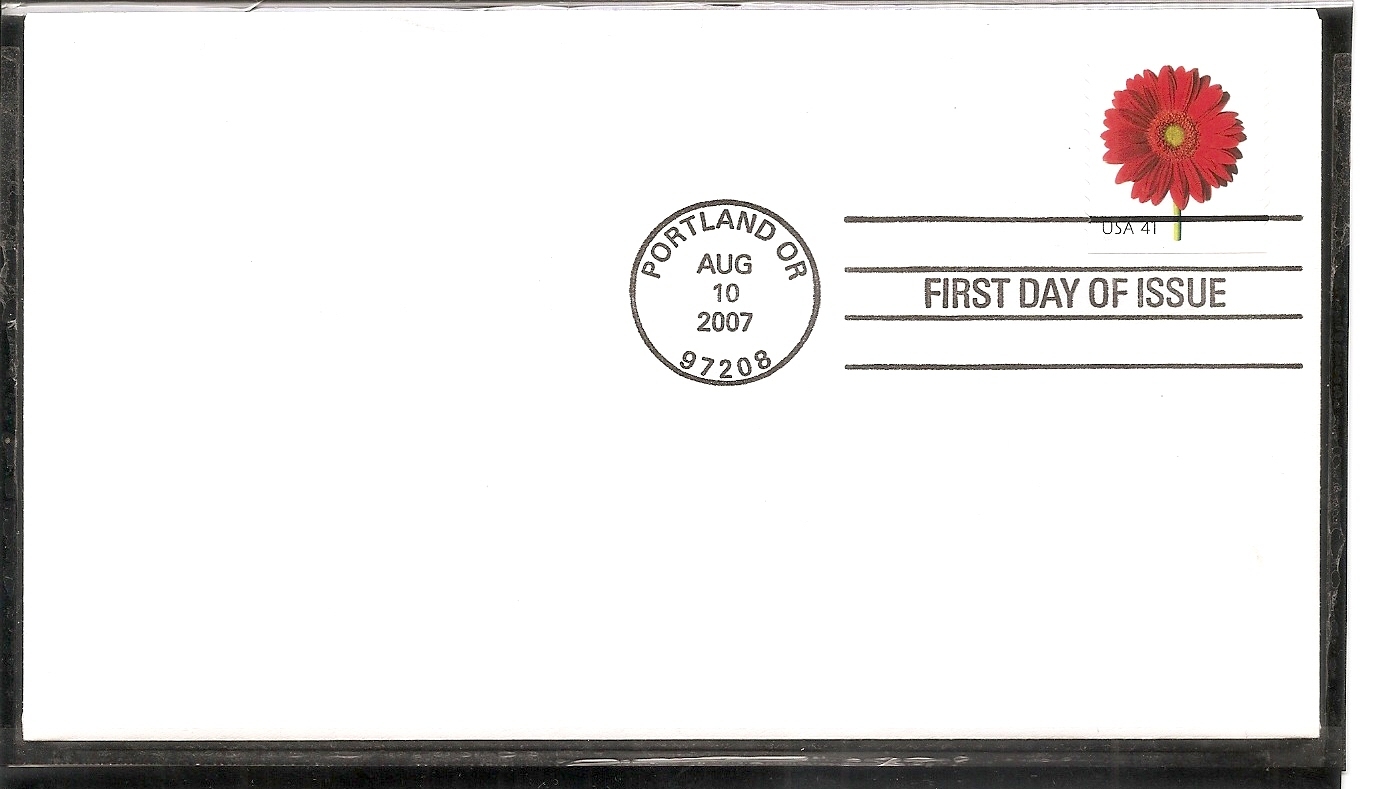 USA 41
PORTLAND OR
AUG
10
2007
97208
FIRST DAY OF ISSUE